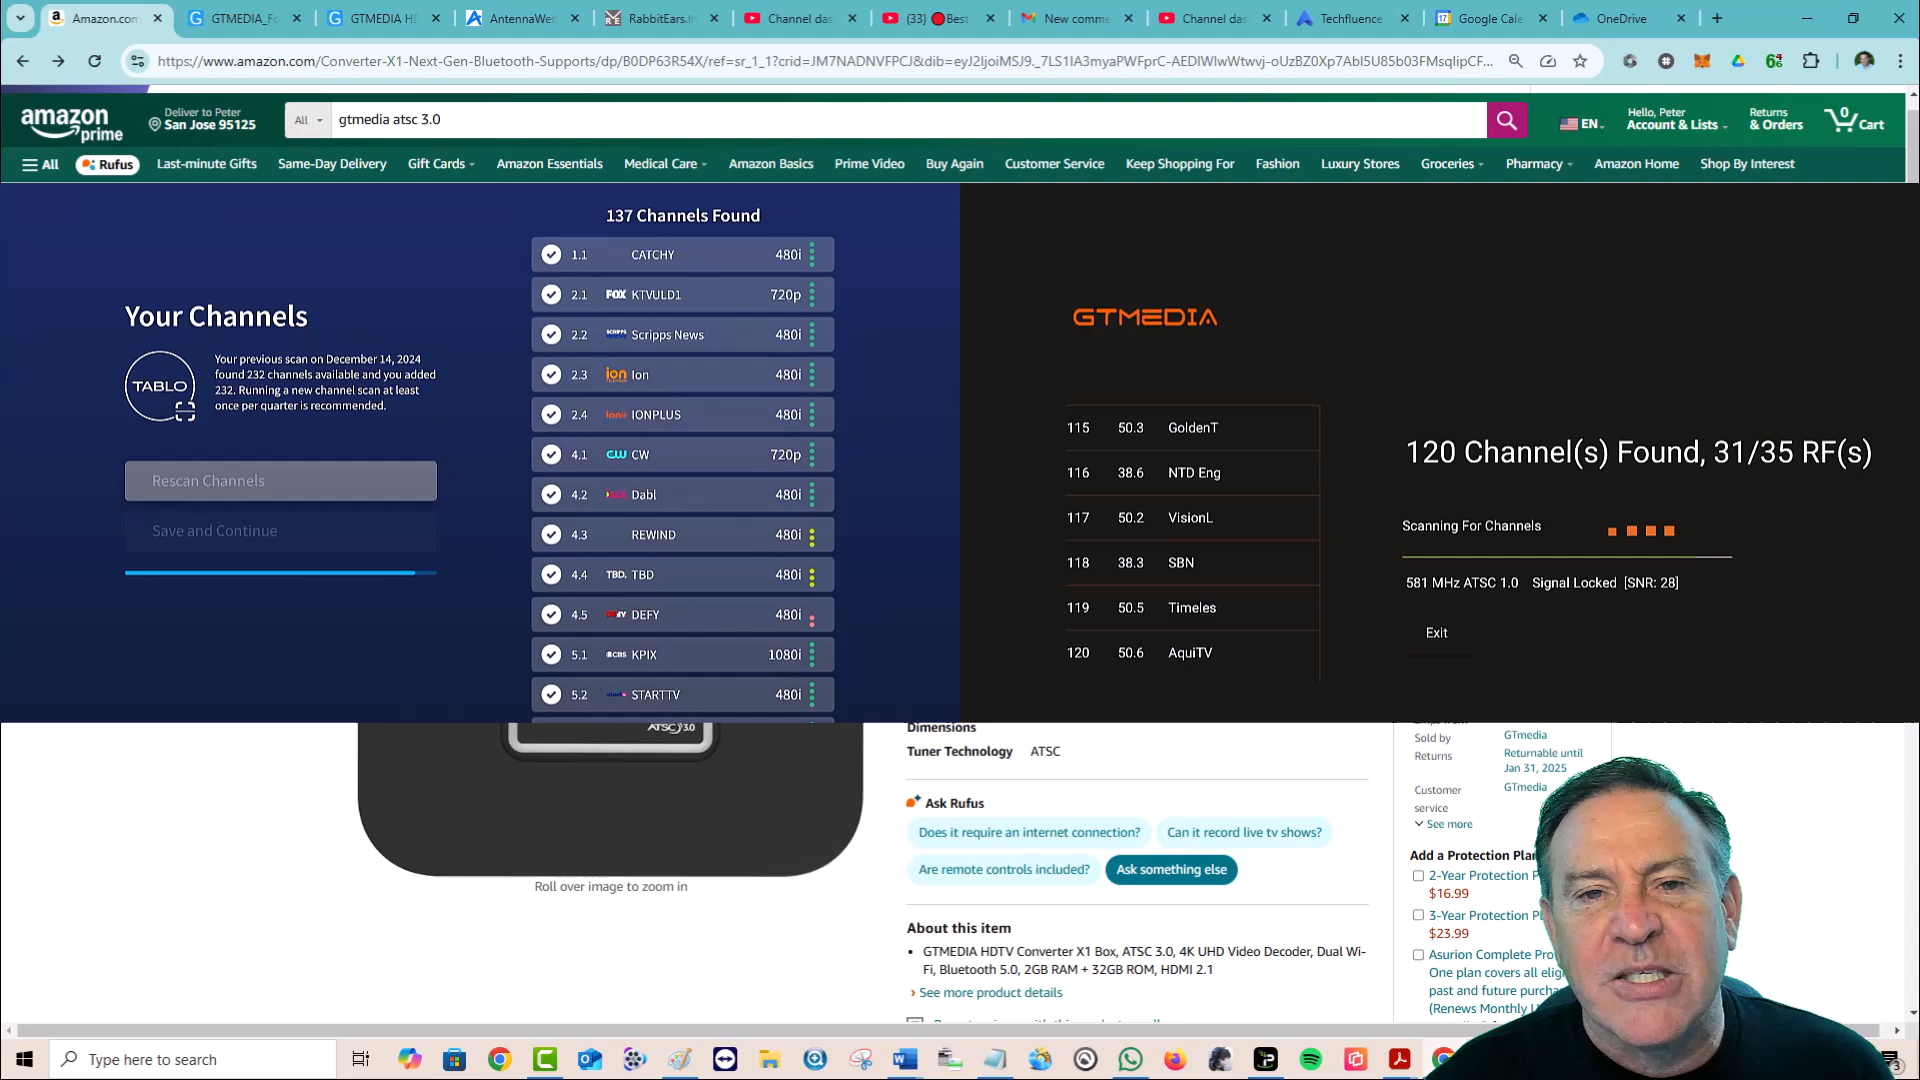 Amazon.com
GTMEDIA_Fo
GTMEDIA HD
AntennaWeb
RabbitEars.In
Channel das
(33) 🔴Best
New comme
Channel das
Techfluence
Google Cale
OneDrive
https://www.amazon.com/Converter-X1-Next-Gen-Bluetooth-Supports/dp/B0DP63R54X/ref=sr_1_1?crid=JM7NADNVFPCJ&dib=eyJ2IjoiMSJ9._7LS1IA3myaPWFprC-AEDIWIwWtwvj-oUzBZ0Xp7AbI5U85b03FMsqIipCF...
amazon prime
Deliver to Peter
San Jose 95125
All
gtmedia atsc 3.0
EN
Hello, Peter
Account & Lists
Returns
& Orders
0
Cart
All
Rufus
Last-minute Gifts
Same-Day Delivery
Gift Cards
Amazon Essentials
Medical Care
Amazon Basics
Prime Video
Buy Again
Customer Service
Keep Shopping For
Fashion
Luxury Stores
Groceries
Pharmacy
Amazon Home
Shop By Interest
Your Channels
TABLO
Your previous scan on December 14, 2024
found 232 channels available and you added
232. Running a new channel scan at least
once per quarter is recommended.
Rescan Channels
Save and Continue
137 Channels Found
1.1 CATCHY 480i
2.1 FOX KTVULD1 720p
2.2 SCRIPPS NEWS Scripps News 480i
2.3 ion Ion 480i
2.4 IONPLUS 480i
4.1 CW CW 720p
4.2 Dabl 480i
4.3 REWIND 480i
4.4 TBD. TBD 480i
4.5 DEFY 480i
5.1 CBS KPIX 1080i
5.2 STARTTV 480i
GTMEDIA
115 50.3 GoldenT
116 38.6 NTD Eng
117 50.2 VisionL
118 38.3 SBN
119 50.5 Timeles
120 50.6 AquiTV
120 Channel(s) Found, 31/35 RF(s)
Scanning For Channels
581 MHz ATSC 1.0 Signal Locked [SNR: 28]
Exit
ATSC 3.0
Roll over image to zoom in
Dimensions
Tuner Technology ATSC
Ask Rufus
Does it require an internet connection?
Can it record live tv shows?
Are remote controls included?
Ask something else
About this item
GTMEDIA HDTV Converter X1 Box, ATSC 3.0, 4K UHD Video Decoder, Dual Wi-
Fi, Bluetooth 5.0, 2GB RAM + 32GB ROM, HDMI 2.1
See more product details
Sold by GTmedia
Returns Returnable until
Jan 31, 2025
Customer GTmedia
service
See more
Add a Protection Plan
2-Year Protection P
$16.99
3-Year Protection Pl
$23.99
Asurion Complete Pro
One plan covers all elig
past and future purcha
(Renews Monthly U
Type here to search
3